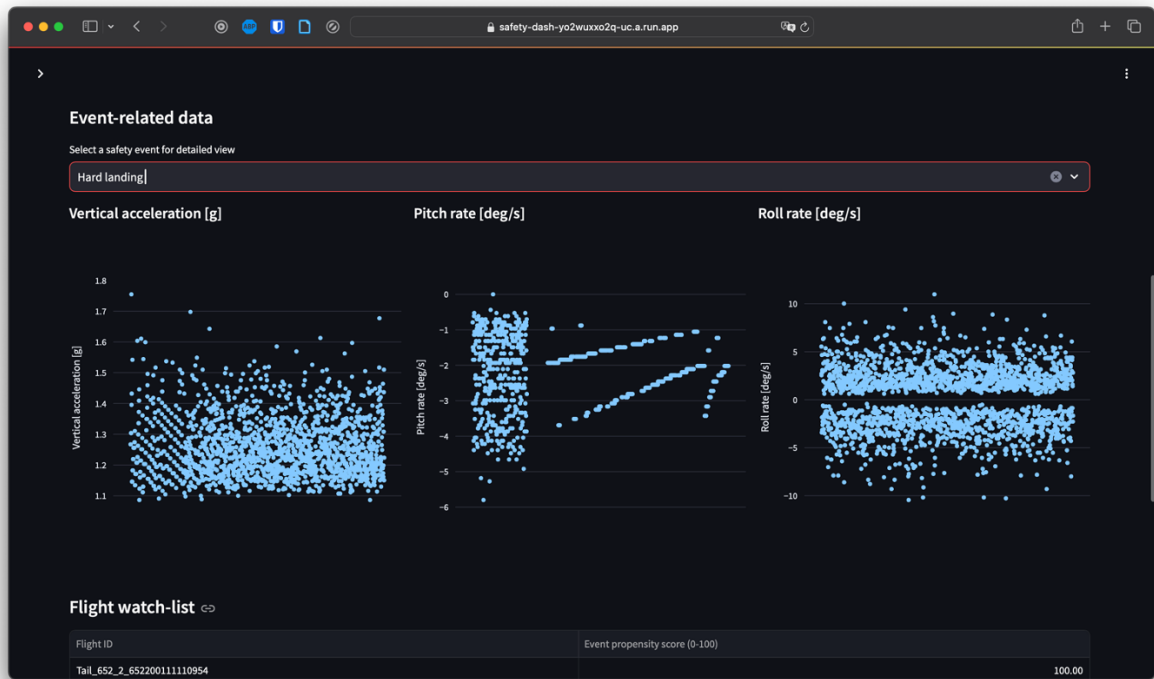 safety-dash-yo2wuxxo2q-uc.a.run.app
ABP
Event-related data
Select a safety event for detailed view
Hard landing
Vertical acceleration [g]
Pitch rate [deg/s]
Roll rate [deg/s]
Vertical acceleration [g]
1.8
1.7
1.6
1.5
1.4
1.3
1.2
1.1
Pitch rate [deg/s]
0
−1
−2
−3
−4
−5
−6
Roll rate [deg/s]
10
5
0
−5
−10
Flight watch-list
Flight ID
Event propensity score (0-100)
Tail_652_2_652200111110954
100.00